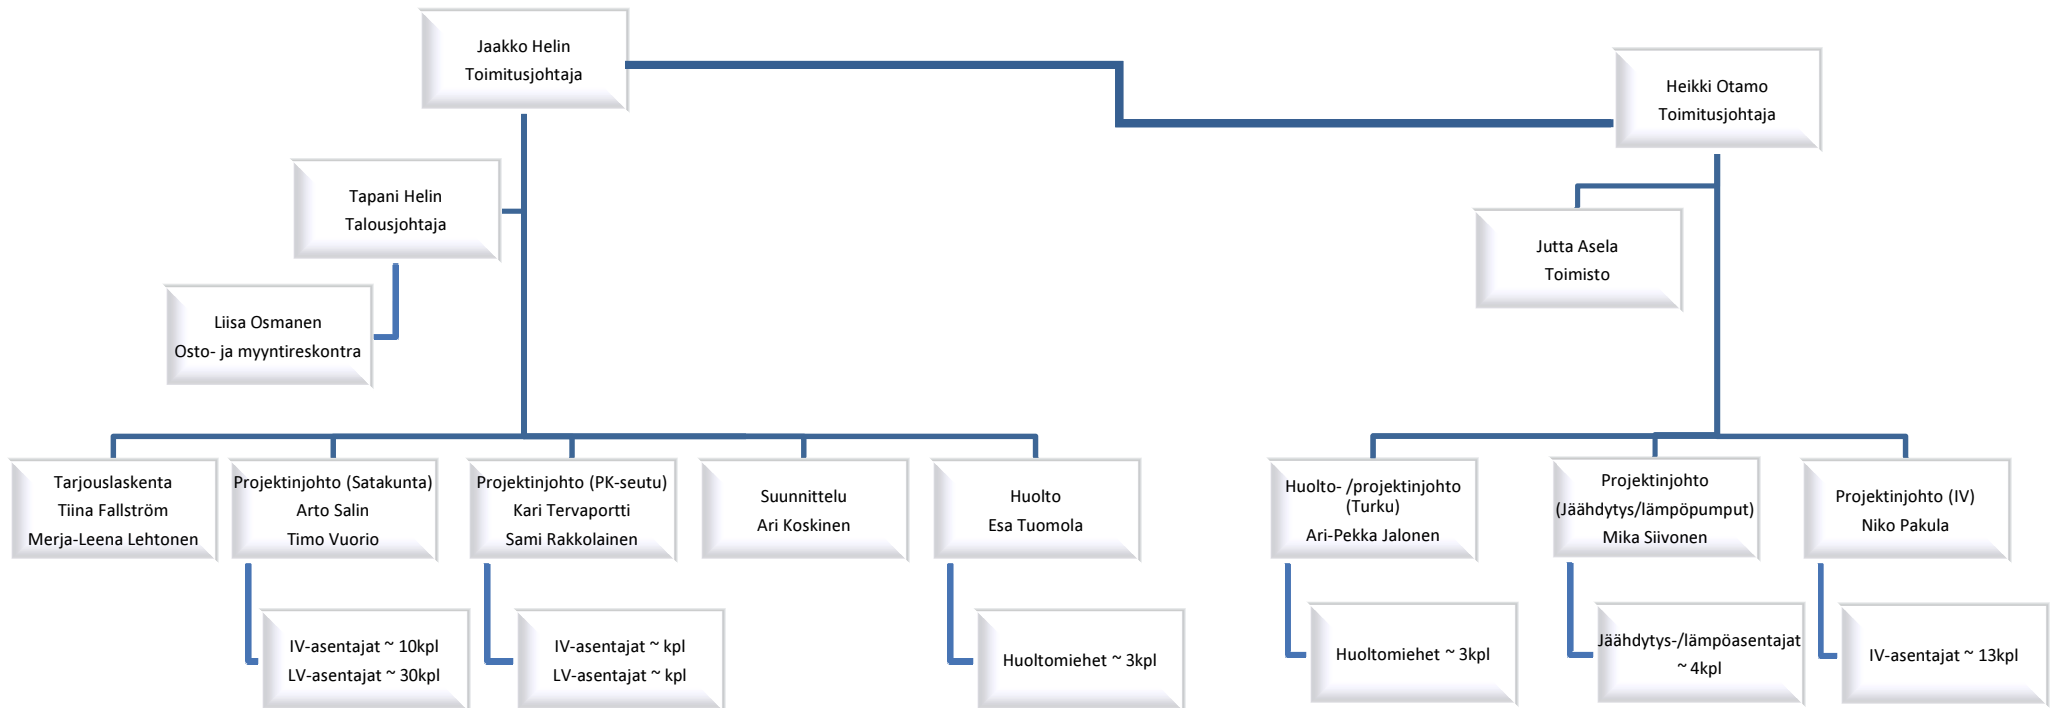 Jaakko Helin
Toimitusjohtaja
Heikki Otamo
Toimitusjohtaja
Tapani Helin
Talousjohtaja
Jutta Asela
Toimisto
Liisa Osmanen
Osto- ja myyntireskontra
Tarjouslaskenta
Tiina Fallström
Merja-Leena Lehtonen
Projektinjohto (Satakunta)
Arto Salin
Timo Vuorio
Projektinjohto (PK-seutu)
Kari Tervaportti
Sami Rakkolainen
Suunnittelu
Ari Koskinen
Huolto
Esa Tuomola
Huolto- /projektinjohto
(Turku)
Ari-Pekka Jalonen
Projektinjohto
(Jäähdytys/lämpöpumput)
Mika Siivonen
Projektinjohto (IV)
Niko Pakula
IV-asentajat ~ 10kpl
LV-asentajat ~ 30kpl
IV-asentajat ~ kpl
LV-asentajat ~ kpl
Huoltomiehet ~ 3kpl
Huoltomiehet ~ 3kpl
Jäähdytys-/lämpöasentajat
~ 4kpl
IV-asentajat ~ 13kpl